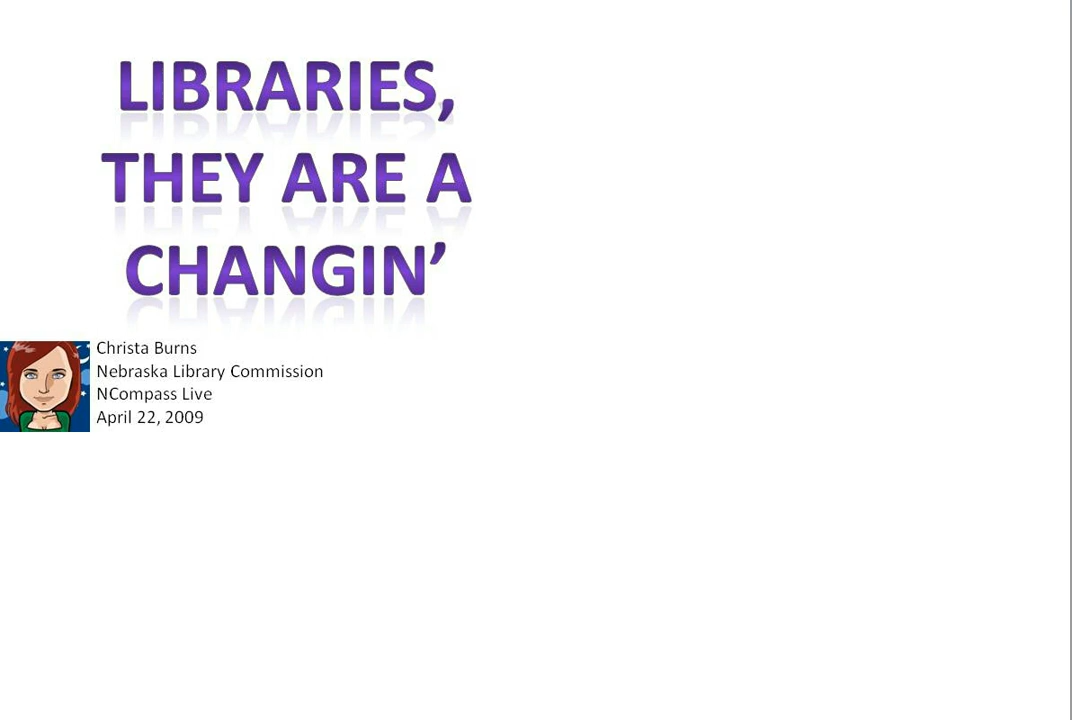 LIBRARIES,
THEY ARE A
CHANGIN’
Christa Burns
Nebraska Library Commission
NCompass Live
April 22, 2009